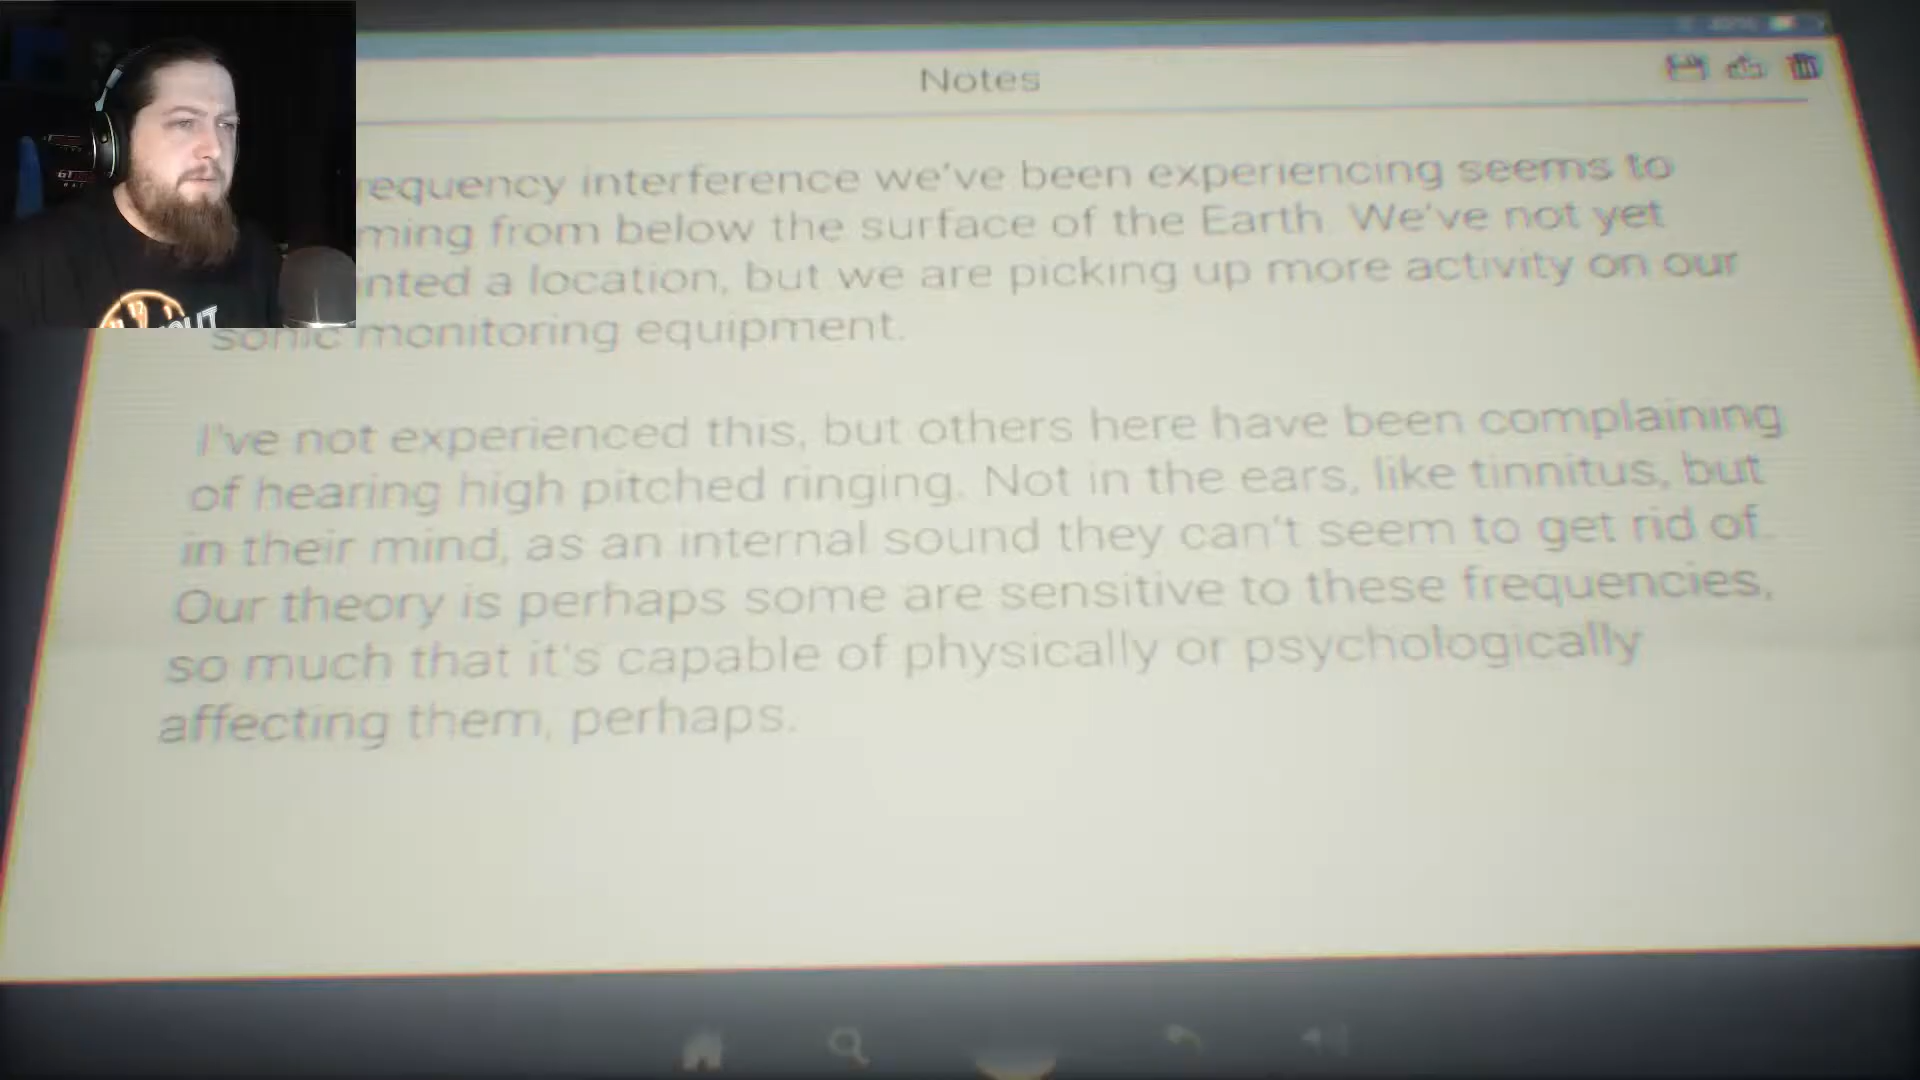 Notes
requency interference we've been experiencing seems to
ming from below the surface of the Earth. We've not yet
nted a location, but we are picking up more activity on our
sonic monitoring equipment.
I've not experienced this, but others here have been complaining
of hearing high pitched ringing. Not in the ears, like tinnitus, but
in their mind, as an internal sound they can't seem to get rid of.
Our theory is perhaps some are sensitive to these frequencies,
so much that it's capable of physically or psychologically
affecting them, perhaps.